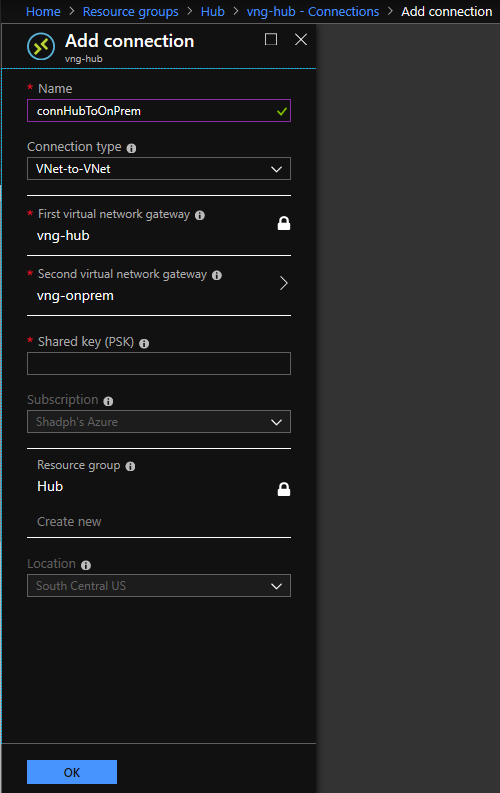 Home > Resource groups > Hub > vng-hub - Connections > Add connection
Add connection
vng-hub
* Name
connHubToOnPrem
Connection type
VNet-to-VNet
* First virtual network gateway
vng-hub
* Second virtual network gateway
vng-onprem
* Shared key (PSK)
Subscription
Shadph's Azure
Resource group
Hub
Create new
Location
South Central US
OK